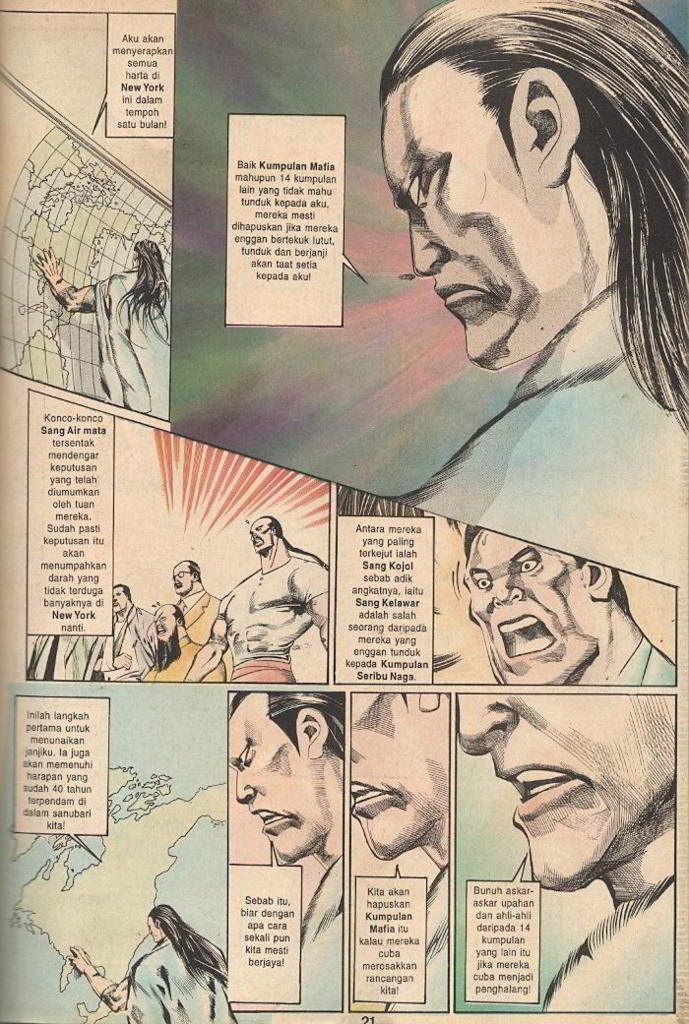 Aku akan
menyerapkan
semua
harta di
New York
ini dalam
tempoh
satu bulan!
Baik Kumpulan Mafia
mahupun 14 kumpulan
lain yang tidak mahu
tunduk kepada aku,
mereka mesti
dihapuskan jika mereka
enggan bertekuk lutut,
tunduk dan berjanji
akan taat setia
kepada aku!
Konco-konco
Sang Air mata
tersentak
mendengar
keputusan
yang telah
diumumkan
oleh tuan
mereka.
Sudah pasti
keputusan itu
akan
menumpahkan
darah yang
tidak terduga
banyaknya di
New York
nanti.
Antara mereka
yang paling
terkejut ialah
Sang Kojol
sebab adik
angkatnya, iaitu
Sang Kelawar
adalah salah
seorang daripada
mereka yang
enggan tunduk
kepada Kumpulan
Seribu Naga.
Inilah langkah
pertama untuk
menunaikan
janjiku. Ia juga
akan memenuhi
harapan yang
sudah 40 tahun
terpendam di
dalam sanubari
kita!
Sebab itu,
biar dengan
apa cara
sekali pun
kita mesti
berjaya!
Kita akan
hapuskan
Kumpulan
Mafia itu
kalau mereka
cuba
merosakkan
rancangan
kita!
Bunuh askar-
askar upahan
dan ahli-ahli
daripada 14
kumpulan
yang lain itu
jika mereka
cuba menjadi
penghalang!
21